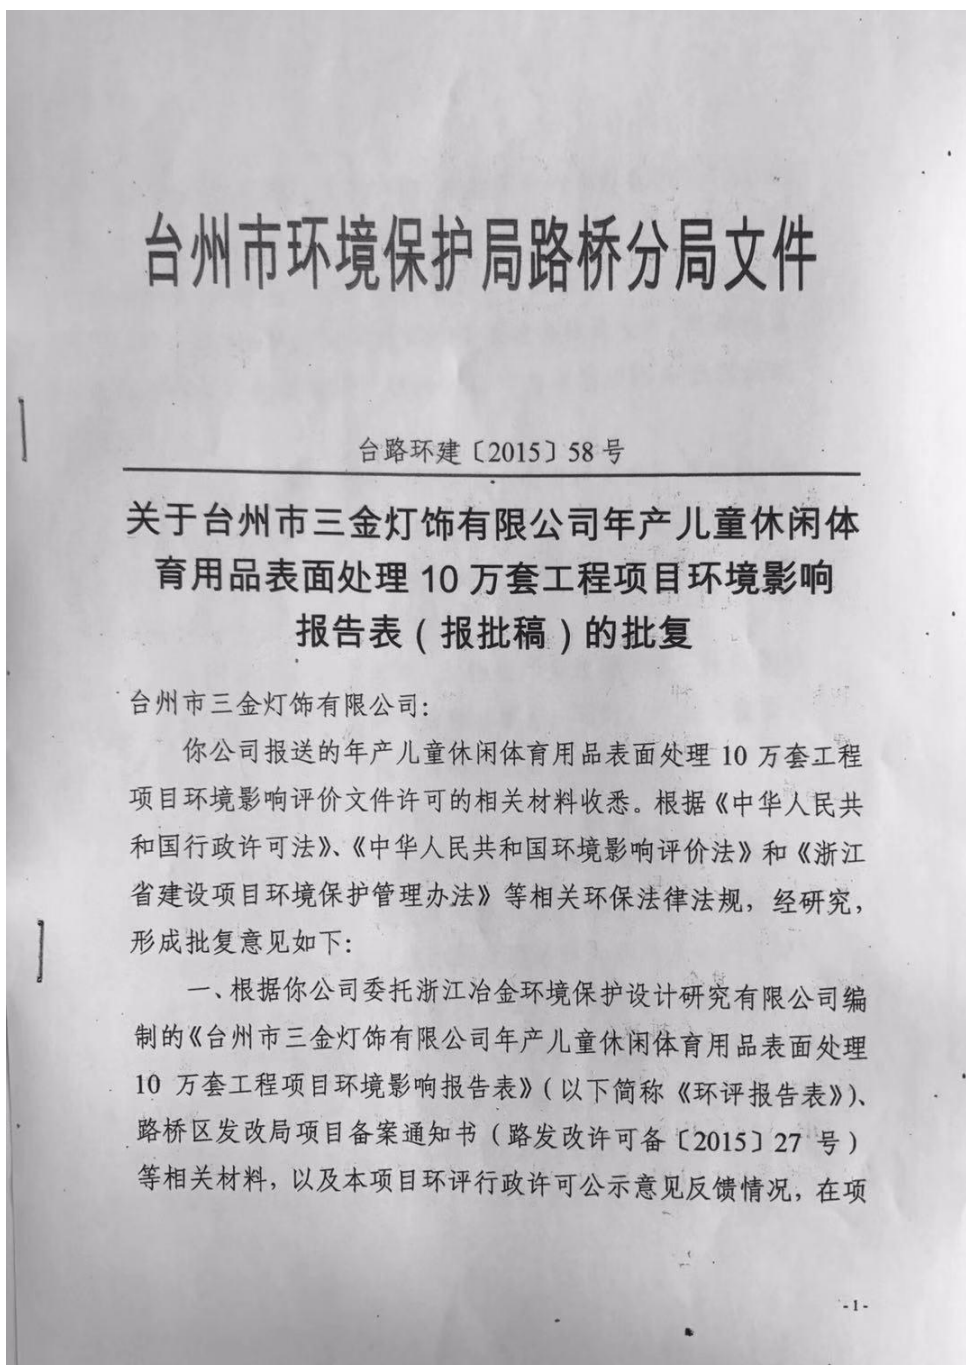 台州市环境保护局路桥分局文件
台路环建〔2015〕58号
关于台州市三金灯饰有限公司年产儿童休闲体
育用品表面处理10万套工程项目环境影响
报告表(报批稿)的批复
台州市三金灯饰有限公司:
你公司报送的年产儿童休闲体育用品表面处理10万套工程
项目环境影响评价文件许可的相关材料收悉。根据《中华人民共
和国行政许可法》、《中华人民共和国环境影响评价法》和《浙江
省建设项目环境保护管理办法》等相关环保法律法规,经研究,
形成批复意见如下:
一、根据你公司委托浙江冶金环境保护设计研究有限公司编
制的《台州市三金灯饰有限公司年产儿童休闲体育用品表面处理
10万套工程项目环境影响报告表》(以下简称《环评报告表》)、
路桥区发改局项目备案通知书(路发改许可备〔2015〕27号)
等相关材料,以及本项目环评行政许可公示意见反馈情况,在项
-1-